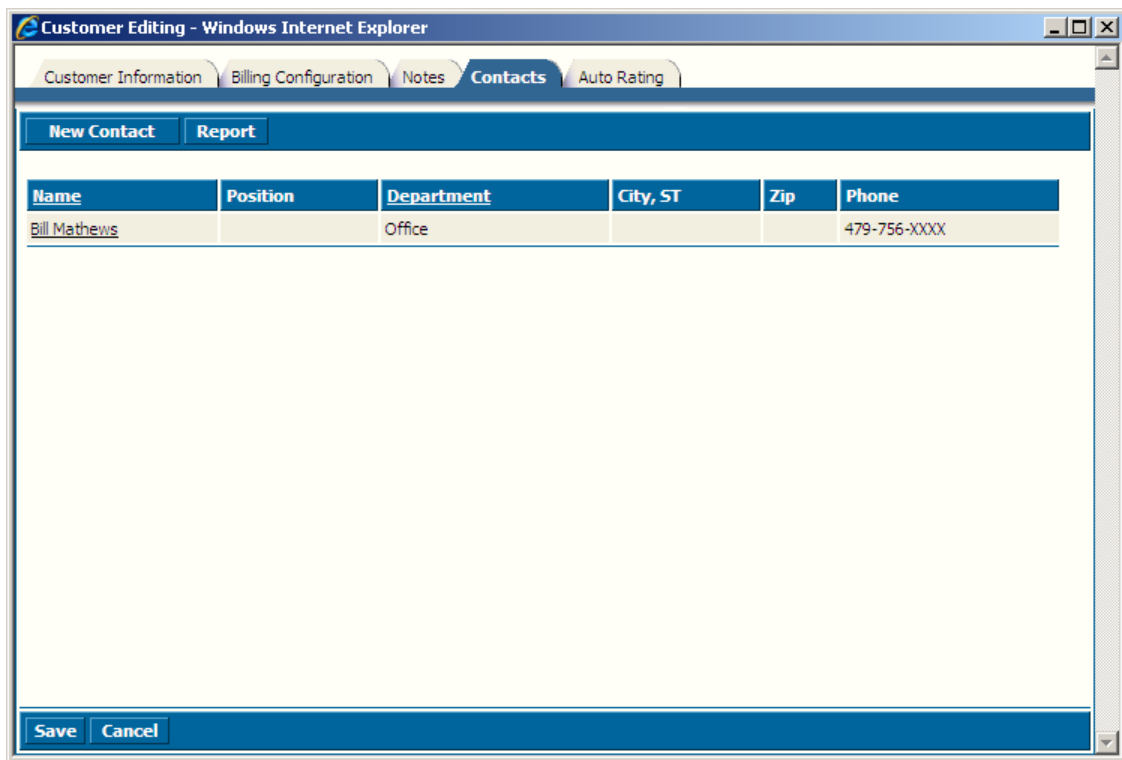 Customer Editing - Windows Internet Explorer
Customer Information Billing Configuration Notes Contacts Auto Rating
New Contact Report
Name Position Department City, ST Zip Phone
Bill Mathews Office 479-756-XXXX
Save Cancel